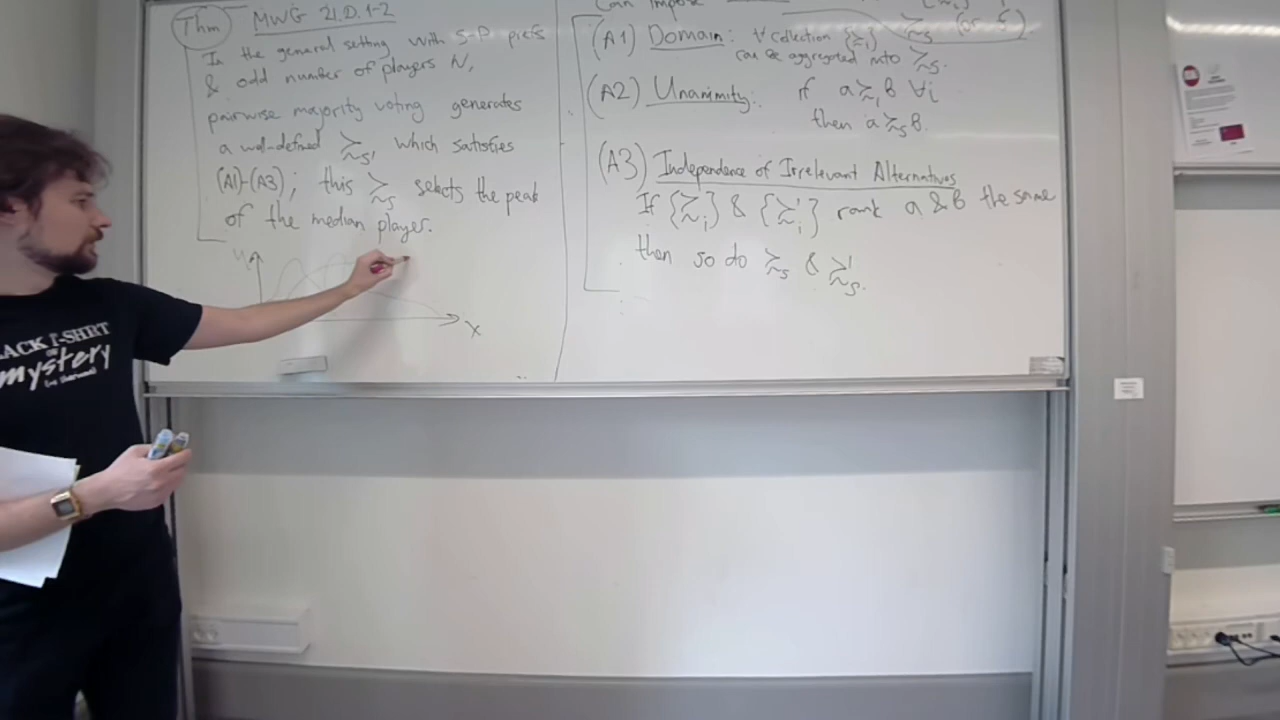 Thm MWG 21.D.1-2
In the general setting with S-P prefs
& odd number of players N,
pairwise majority voting generates
a well-defined ≿s, which satisfies
(A1)-(A3); this ≿s selects the peak
of the median player.
x
Can impose
(A1) Domain: ∀ collection {≿i} ≿s (or f)
can be aggregated into ≿s.
(A2) Unanimity: if a ≿i B ∀i
then a ≿s B.
(A3) Independence of Irrelevant Alternatives
If {≿i} & {≿'i} rank a & B the same
then so do ≿s & ≿'s.
BLACK T-SHIRT
mystery